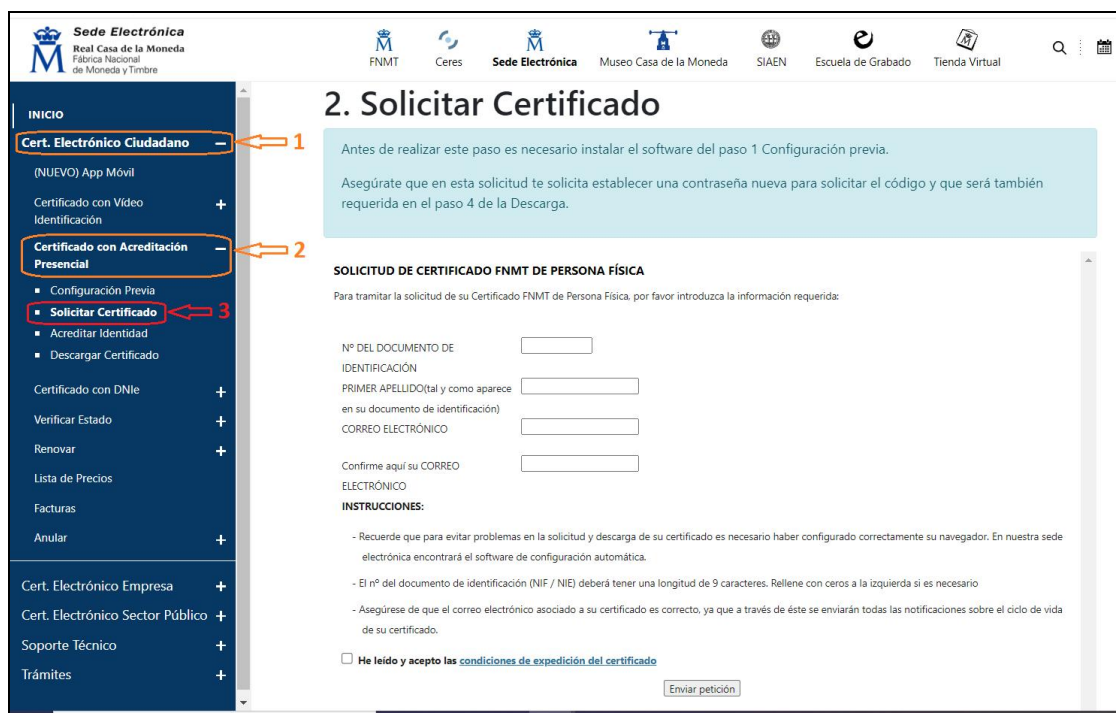 Sede Electrónica
Real Casa de la Moneda
Fábrica Nacional
de Moneda y Timbre
FNMT
Ceres
Sede Electrónica
Museo Casa de la Moneda
SIAEN
Escuela de Grabado
Tienda Virtual
INICIO
Cert. Electrónico Ciudadano
1
(NUEVO) App Móvil
Certificado con Vídeo
Identificación
Certificado con Acreditación
Presencial
2
Configuración Previa
Solicitar Certificado
3
Acreditar Identidad
Descargar Certificado
Certificado con DNIe
Verificar Estado
Renovar
Lista de Precios
Facturas
Anular
Cert. Electrónico Empresa
Cert. Electrónico Sector Público
Soporte Técnico
Trámites
2. Solicitar Certificado
Antes de realizar este paso es necesario instalar el software del paso 1 Configuración previa.
Asegúrate que en esta solicitud te solicita establecer una contraseña nueva para solicitar el código y que será también
requerida en el paso 4 de la Descarga.
SOLICITUD DE CERTIFICADO FNMT DE PERSONA FÍSICA
Para tramitar la solicitud de su Certificado FNMT de Persona Física, por favor introduzca la información requerida:
Nº DEL DOCUMENTO DE
IDENTIFICACIÓN
PRIMER APELLIDO(tal y como aparece
en su documento de identificación)
CORREO ELECTRÓNICO
Confirme aquí su CORREO
ELECTRÓNICO
INSTRUCCIONES:
- Recuerde que para evitar problemas en la solicitud y descarga de su certificado es necesario haber configurado correctamente su navegador. En nuestra sede
electrónica encontrará el software de configuración automática.
- El nº del documento de identificación (NIF / NIE) deberá tener una longitud de 9 caracteres. Rellene con ceros a la izquierda si es necesario
- Asegúrese de que el correo electrónico asociado a su certificado es correcto, ya que a través de éste se enviarán todas las notificaciones sobre el ciclo de vida
de su certificado.
He leído y acepto las condiciones de expedición del certificado
Enviar petición